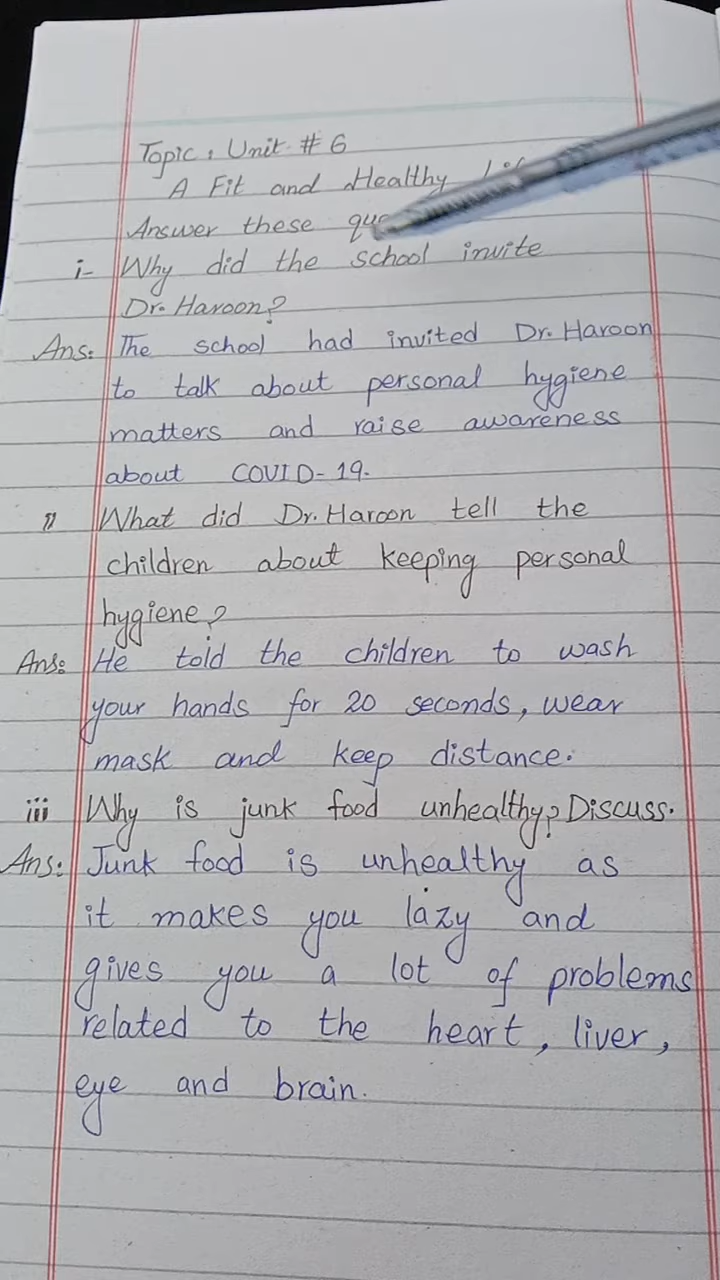 Topic: Unit # 6
A Fit and Healthy
Answer these
i- Why did the school invite
Dr. Haroon?
Ans: The school had invited Dr. Haroon
to talk about personal hygiene
matters and raise awareness
about COVID-19.
ii What did Dr. Haroon tell the
children about keeping personal
hygiene?
Ans: He told the children to wash
your hands for 20 seconds, wear
mask and keep distance.
iii Why is junk food unhealthy? Discuss.
Ans: Junk food is unhealthy as
it makes you lazy and
gives you a lot of problems
related to the heart, liver,
eye and brain.